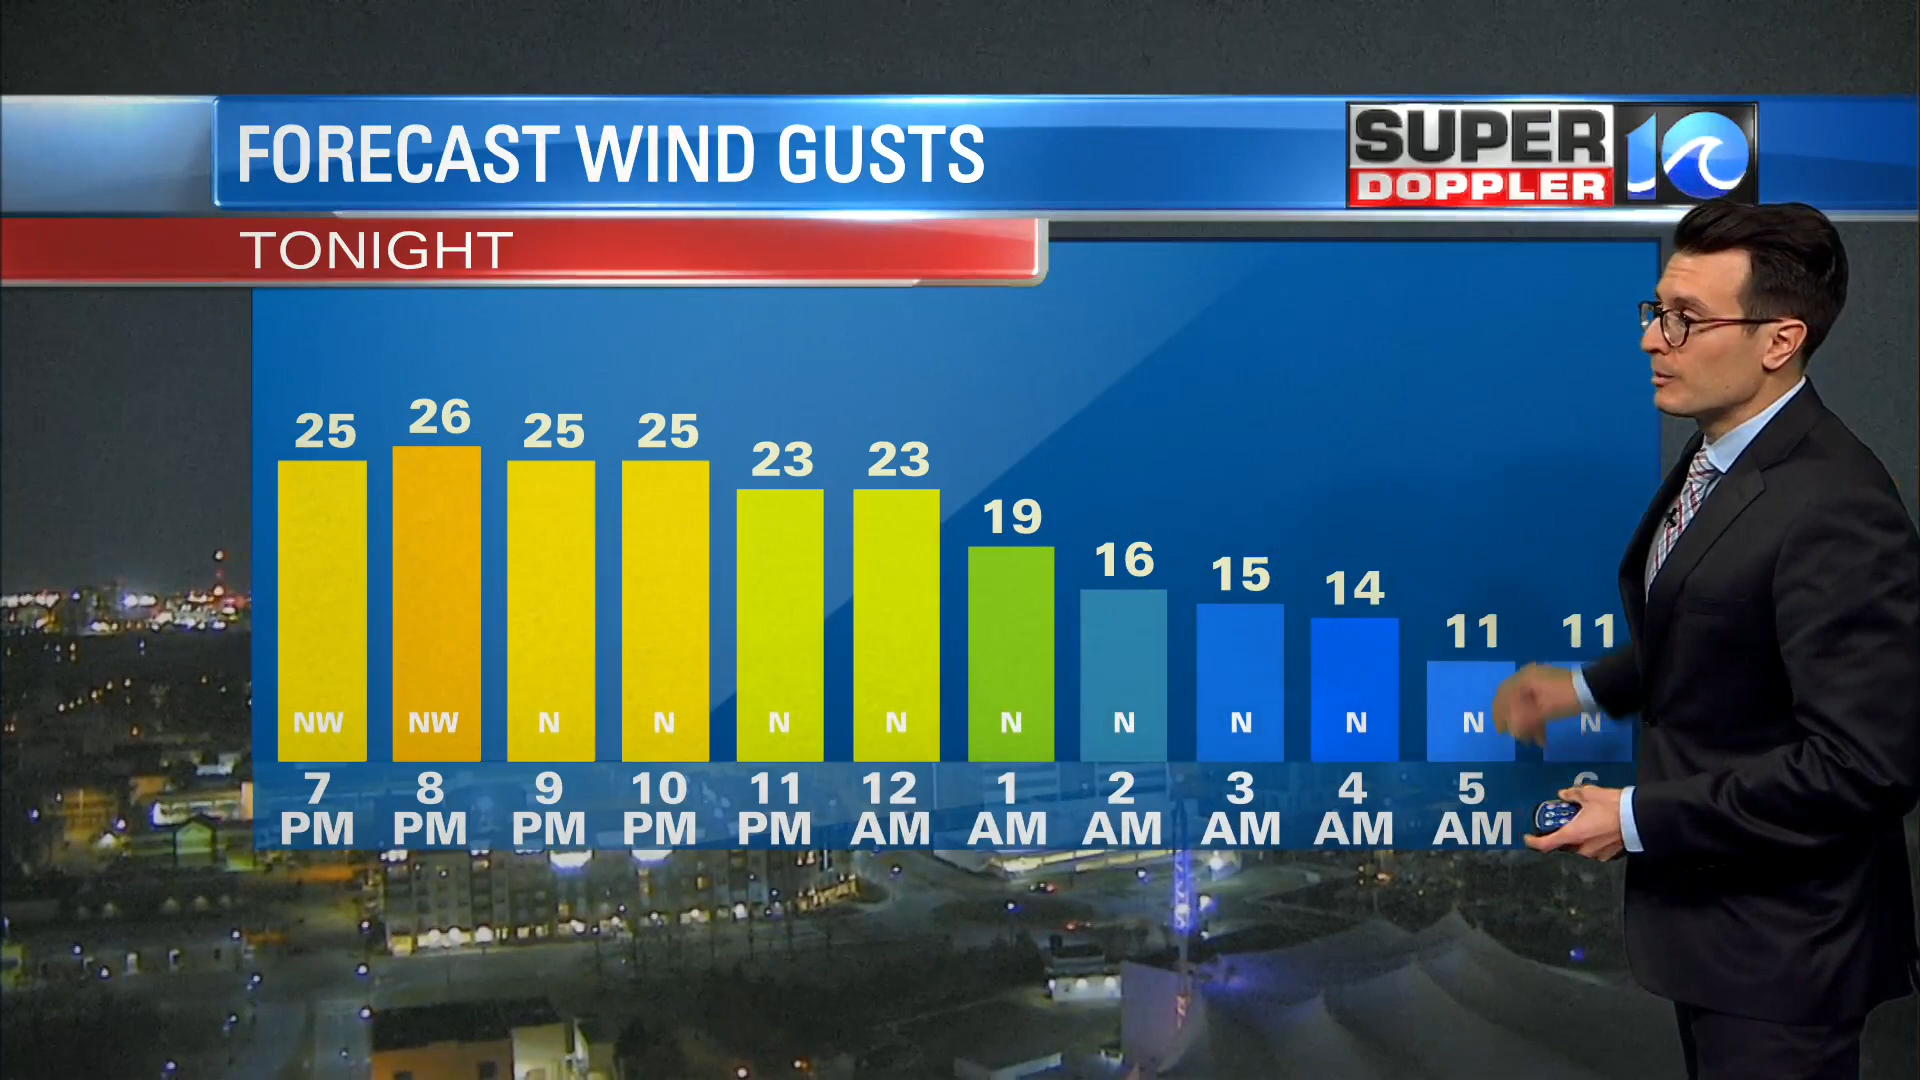 FORECAST WIND GUSTS
SUPER
DOPPLER
10
TONIGHT
25 26 25 25 23 23 19 16 15 14 11 11
NW NW N N N N N N N N N N
7 8 9 10 11 12 1 2 3 4 5 6
PM PM PM PM PM AM AM AM AM AM AM